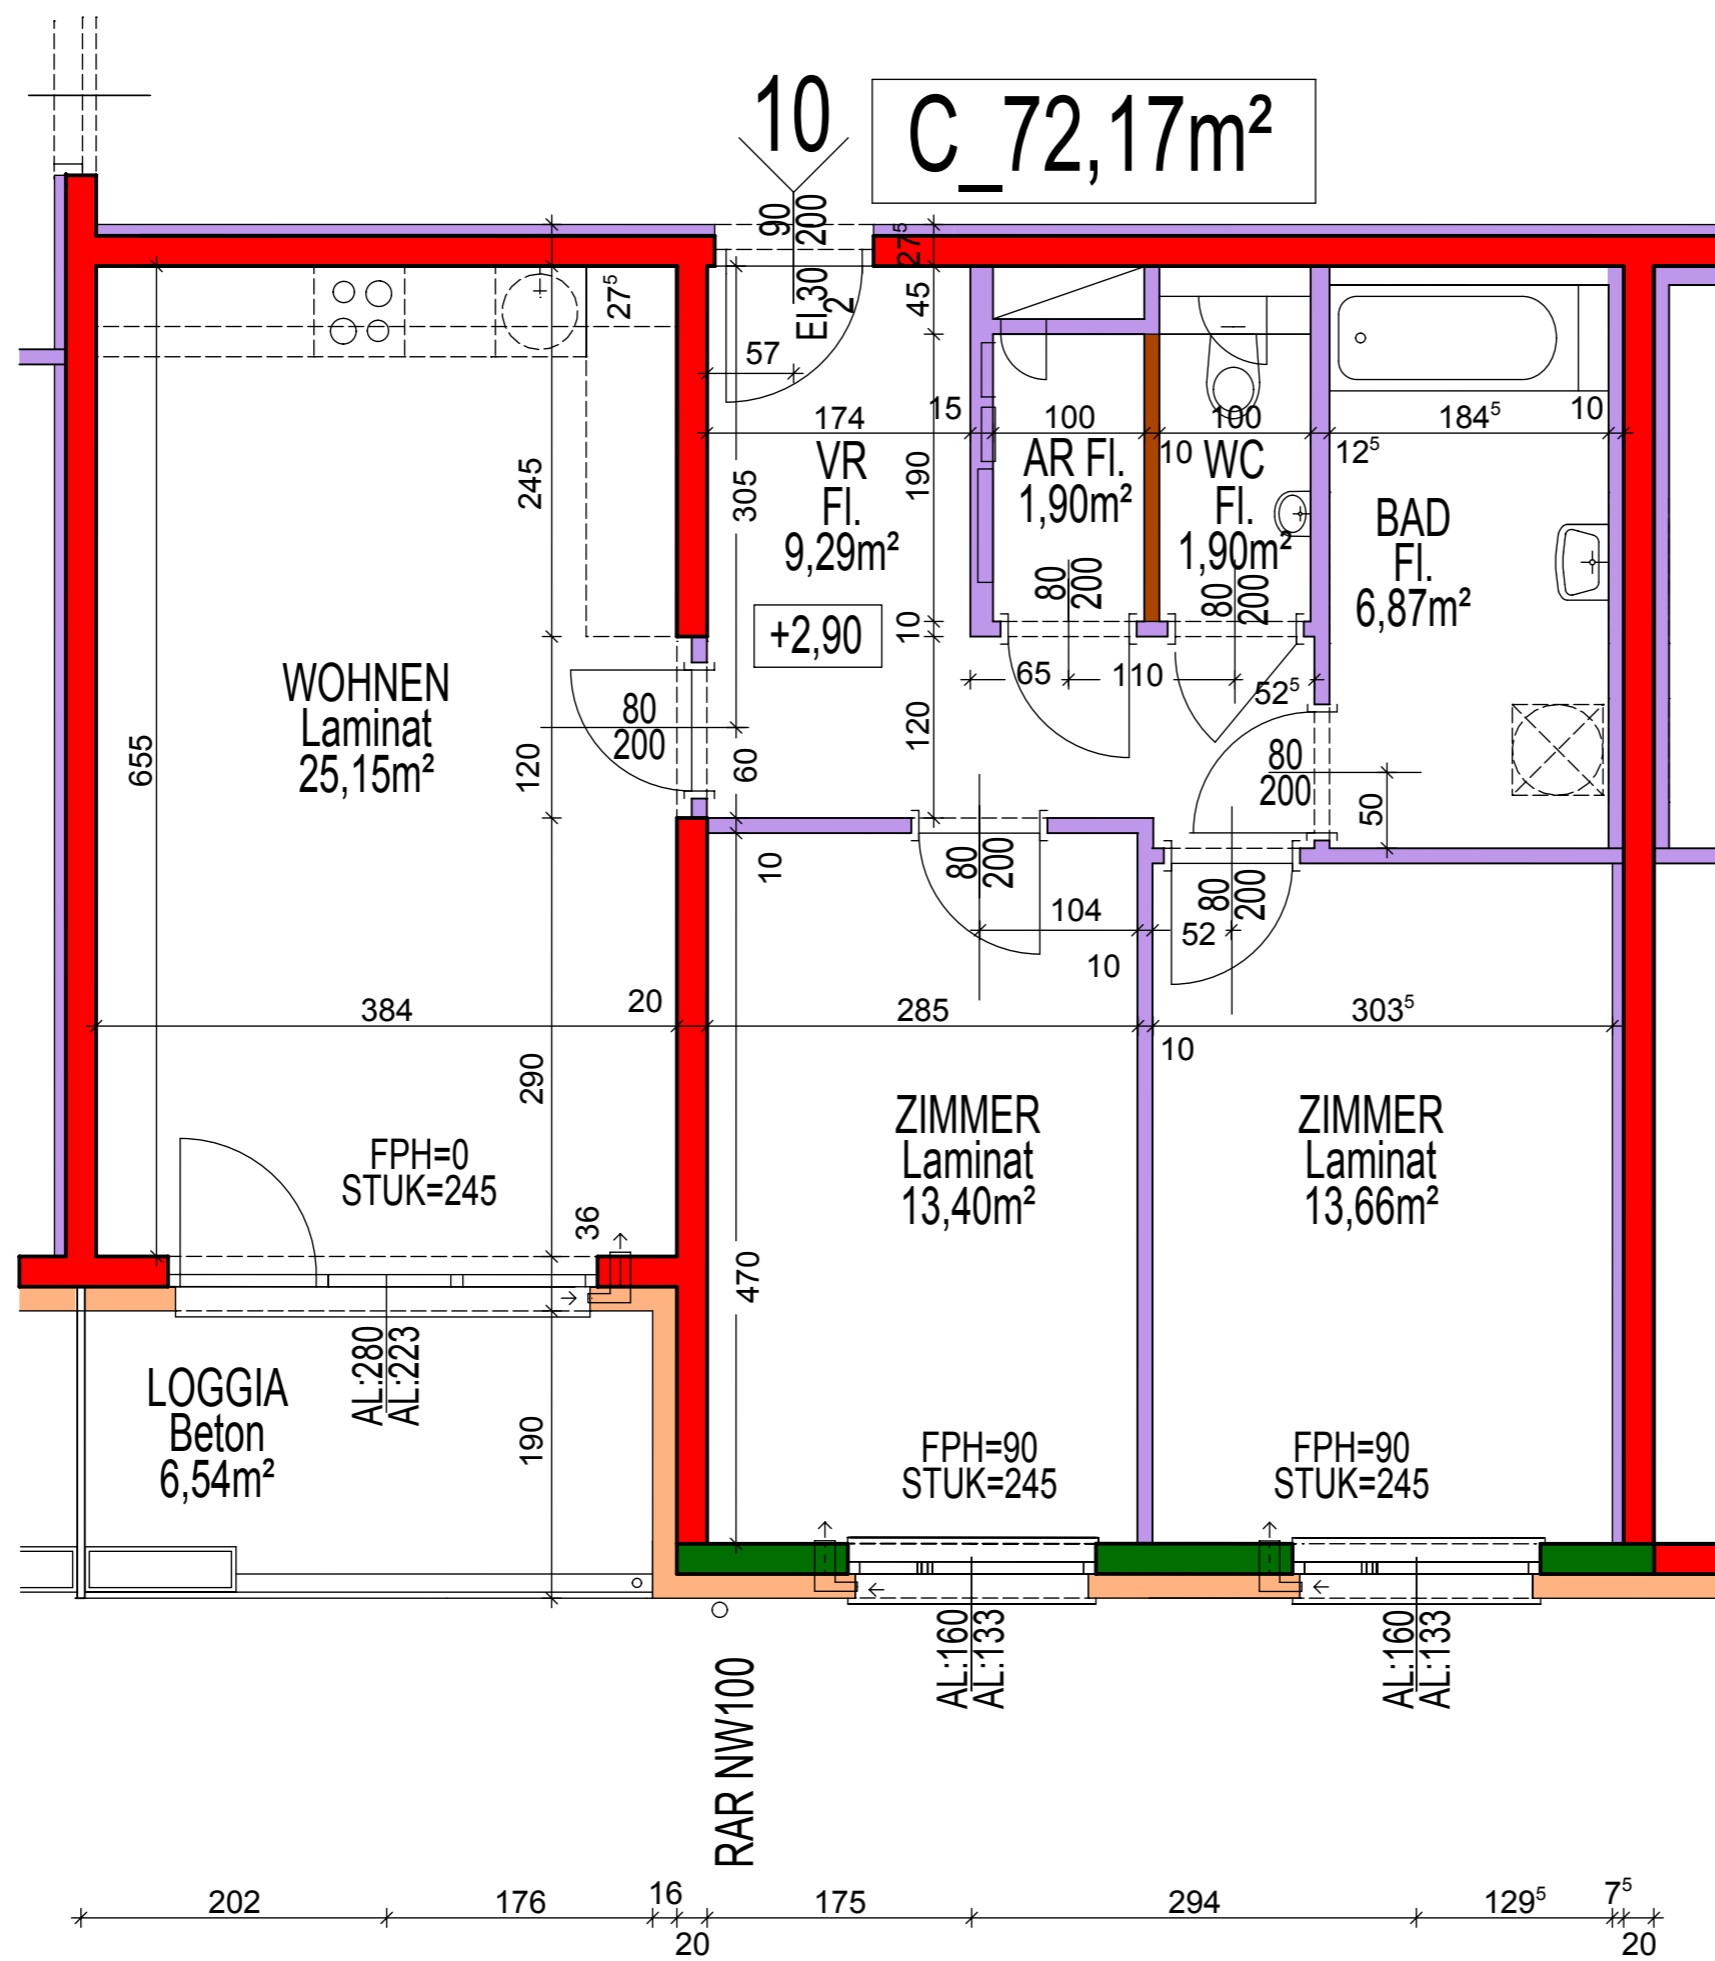 10
C_72,17m²
90
200
EI₂30
27⁵
45
27⁵
57
174
15
100
10
100
12⁵
184⁵
10
VR
Fl.
9,29m²
AR Fl.
1,90m²
WC
Fl.
1,90m²
BAD
Fl.
6,87m²
245
305
190
10
120
+2,90
80
200
80
200
65
110
52⁵
WOHNEN
Laminat
25,15m²
655
120
80
200
60
80
200
50
10
80
200
80
200
104
52
10
384
20
285
303⁵
10
290
ZIMMER
Laminat
13,40m²
ZIMMER
Laminat
13,66m²
FPH=0
STUK=245
36
470
LOGGIA
Beton
6,54m²
AL:280
AL:223
190
FPH=90
STUK=245
FPH=90
STUK=245
AL:160
AL:133
AL:160
AL:133
RAR NW100
202
176
16
20
175
294
129⁵
7⁵
20